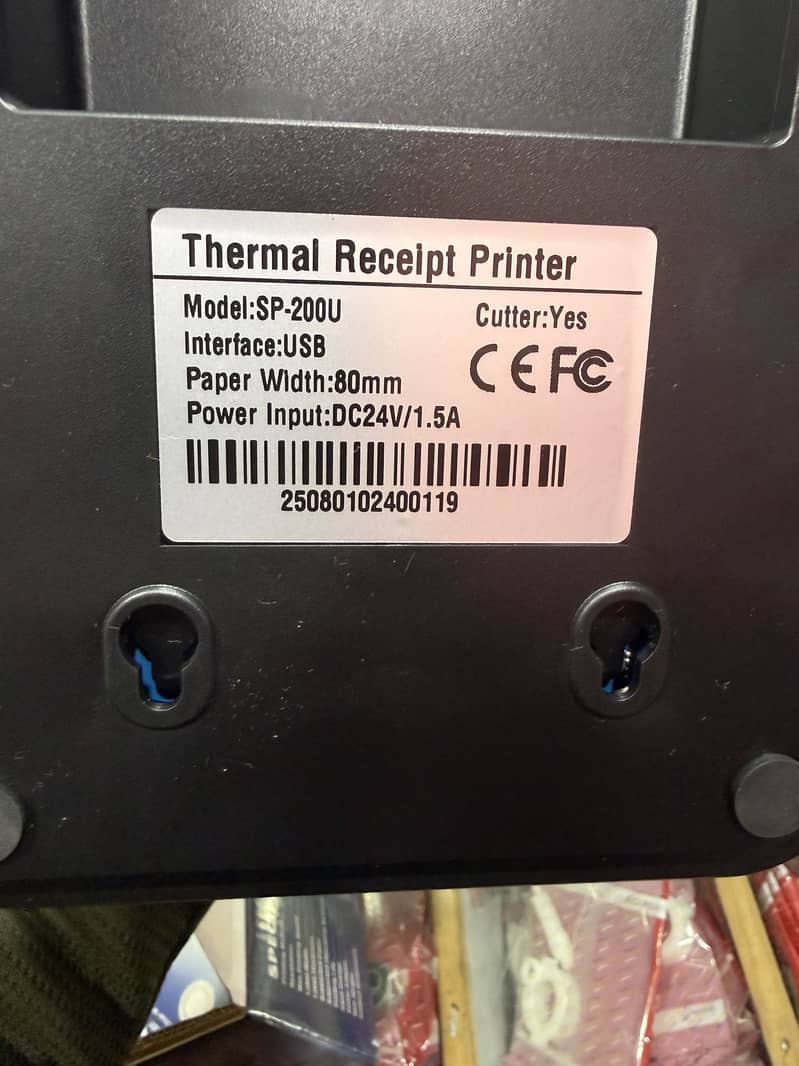 Thermal Receipt Printer
Model:SP-200U
Cutter:Yes
Interface:USB
Paper Width:80mm
CE FC
Power Input:DC24V/1.5A
25080102400119